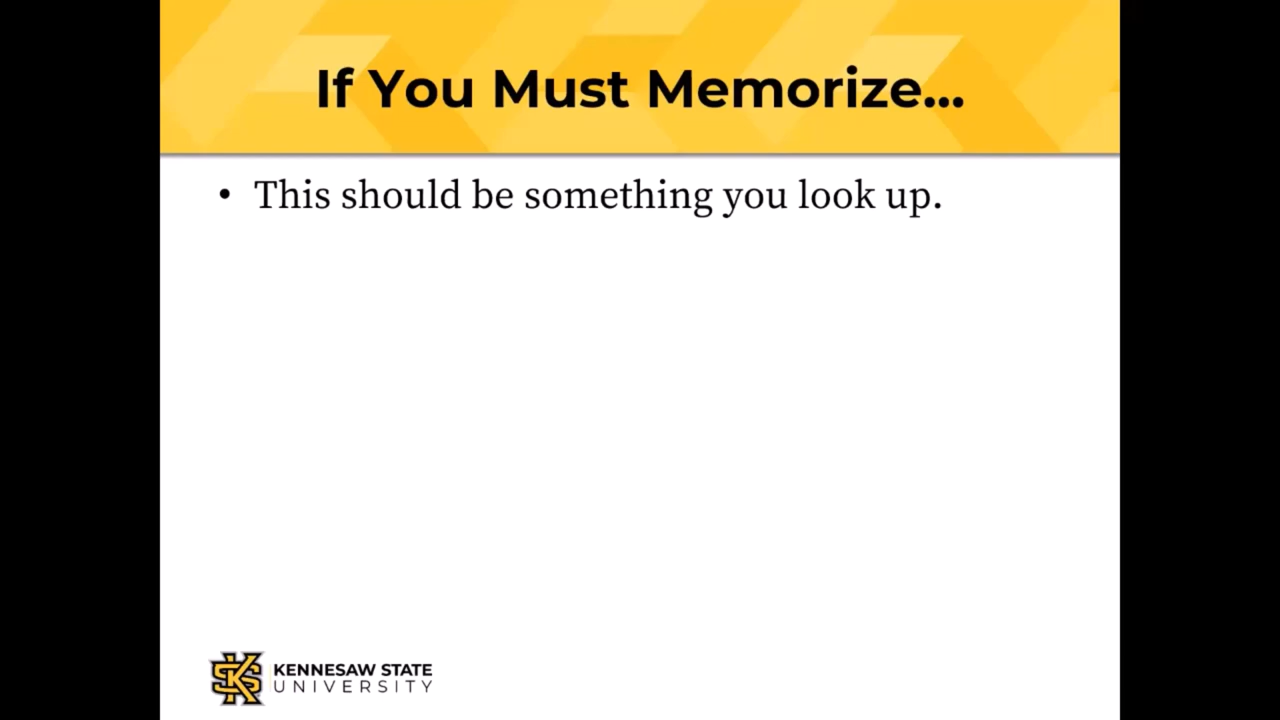 If You Must Memorize...
• This should be something you look up.
KENNESAW STATE
UNIVERSITY